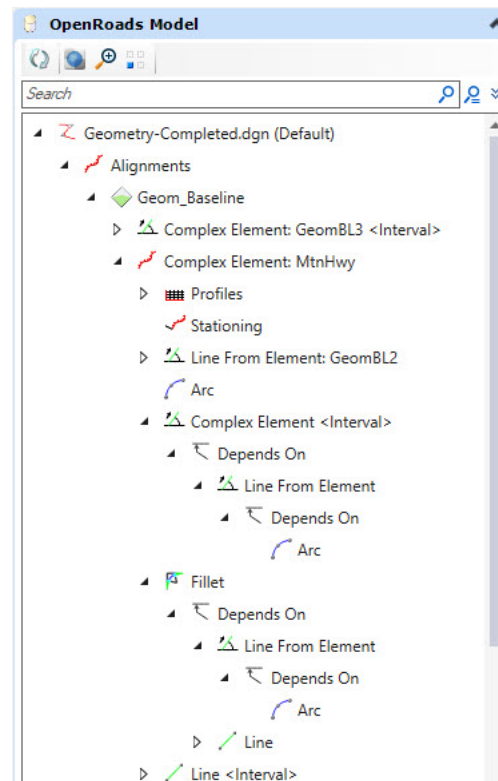 OpenRoads Model
Search
Geometry-Completed.dgn (Default)
Alignments
Geom_Baseline
Complex Element: GeomBL3 <Interval>
Complex Element: MtnHwy
Profiles
Stationing
Line From Element: GeomBL2
Arc
Complex Element <Interval>
Depends On
Line From Element
Depends On
Arc
Fillet
Depends On
Line From Element
Depends On
Arc
Line
Line <Interval>